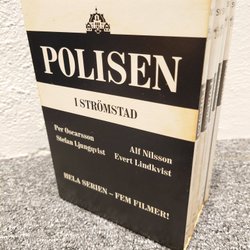 POLISEN
I STRÖMSTAD
Per Oscarsson
Stefan Ljungqvist
Alf Nilsson
Evert Lindkvist
HELA SERIEN – FEM FILMER!